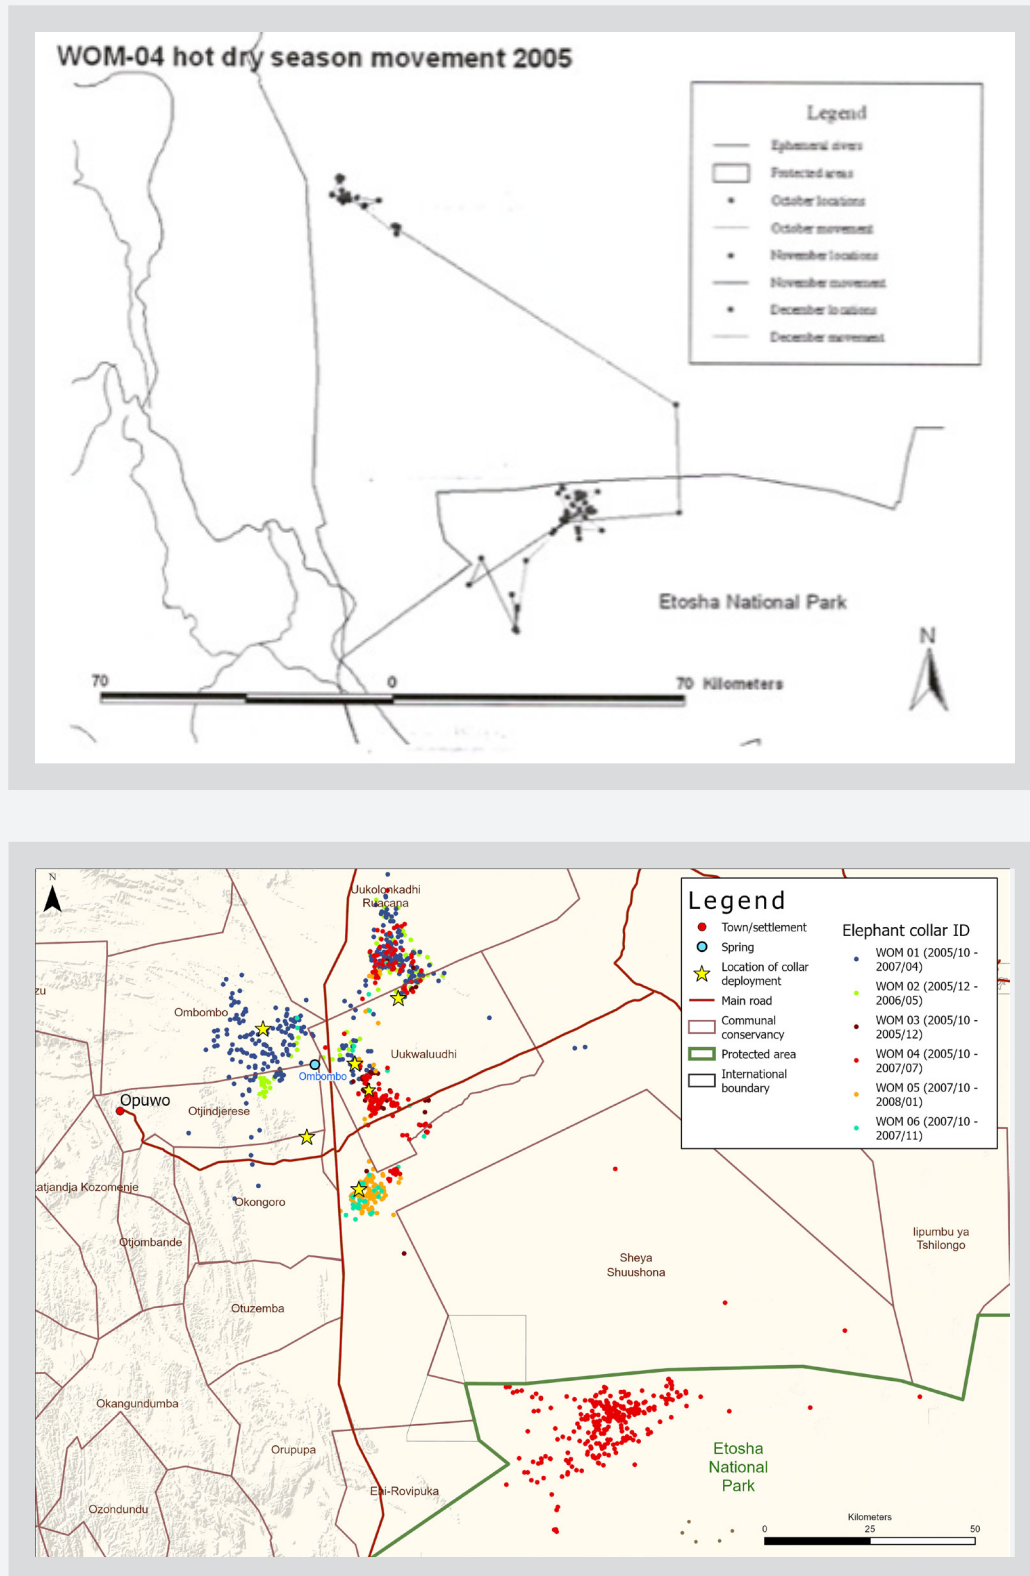 WOM-04 hot dry season movement 2005
Legend
Ephemeral rivers
Protected areas
October locations
October movement
November locations
November movement
December locations
December movement
Etosha National Park
N
70
0
70 Kilometers
N
Uukolonkadhi
Ruacana
zu
Ombombo
Uukwaluudhi
Ombombo
Opuwo
Otjindjerese
atjandja Kozomenje
Okongoro
Otjombande
Sheya
Shuushona
Iipumbu ya
Tshilongo
Otuzemba
Okangundumba
Orupupa
Ehi-Rovipuka
Ozondundu
Etosha
National
Park
Legend
Town/settlement
Spring
Location of collar
deployment
Main road
Communal
conservancy
Protected area
International
boundary
Elephant collar ID
WOM 01 (2005/10 -
2007/04)
WOM 02 (2005/12 -
2006/05)
WOM 03 (2005/10 -
2005/12)
WOM 04 (2005/10 -
2007/07)
WOM 05 (2007/10 -
2008/01)
WOM 06 (2007/10 -
2007/11)
Kilometers
0 25 50